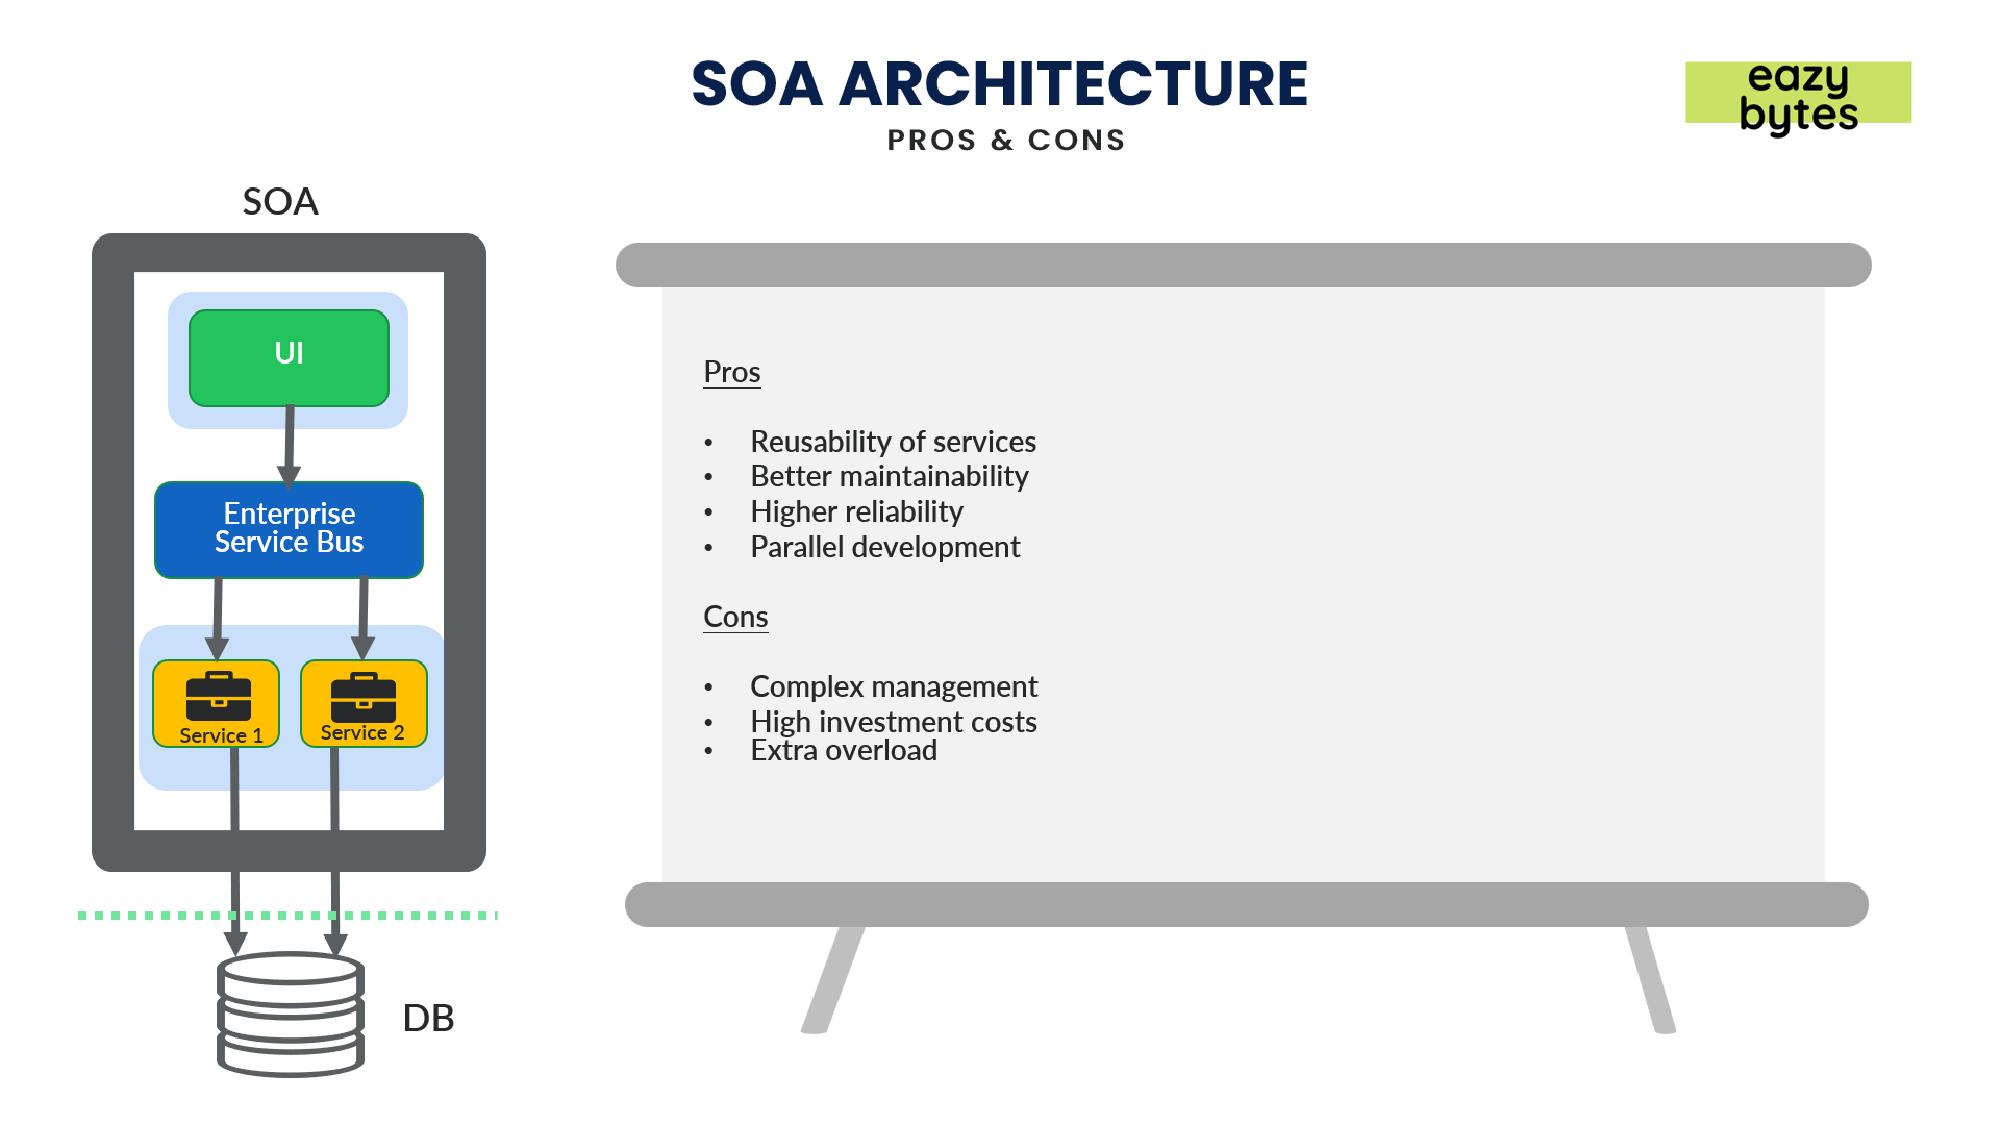 SOA ARCHITECTURE
PROS & CONS
eazy
bytes
SOA
UI
Enterprise
Service Bus
Service 1
Service 2
DB
Pros
• Reusability of services
• Better maintainability
• Higher reliability
• Parallel development
Cons
• Complex management
• High investment costs
• Extra overload